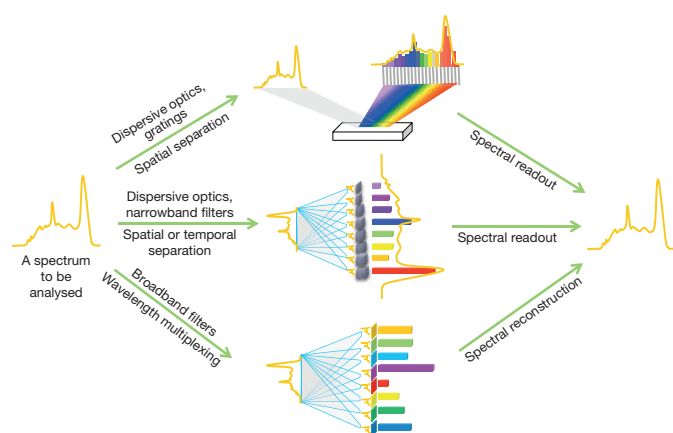 Dispersive optics,
gratings
Spatial separation
Spectral readout
Dispersive optics,
narrowband filters
Spatial or temporal
separation
Spectral readout
A spectrum
to be
analysed
Broadband filters
Wavelength multiplexing
Spectral reconstruction